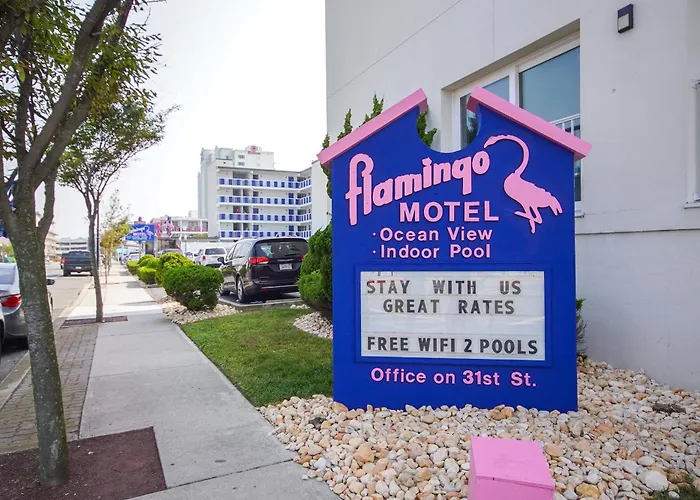 flamingo
MOTEL
· Ocean View
· Indoor Pool
STAY WITH US
GREAT RATES
FREE WIFI 2 POOLS
Office on 31st St.